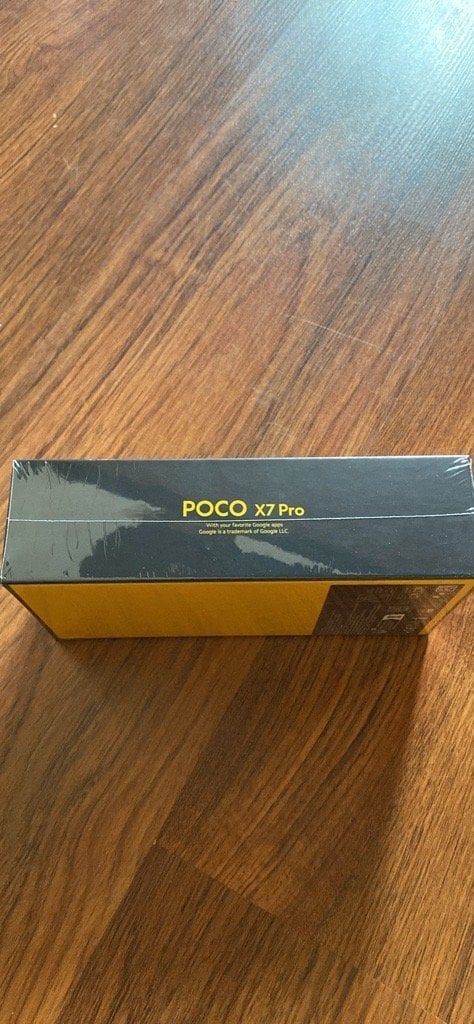 POCO X7 Pro
With your favorite Google apps
Google is a trademark of Google LLC.